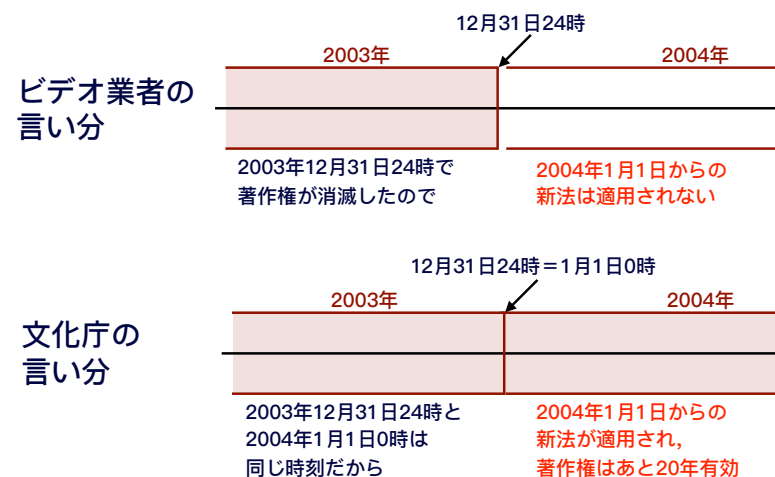 12月31日24時
2003年
2004年
ビデオ業者の
言い分
2003年12月31日24時で
著作権が消滅したので
2004年1月1日からの
新法は適用されない
12月31日24時＝1月1日0時
2003年
2004年
文化庁の
言い分
2003年12月31日24時と
2004年1月1日0時は
同じ時刻だから
2004年1月1日からの
新法が適用され，
著作権はあと20年有効